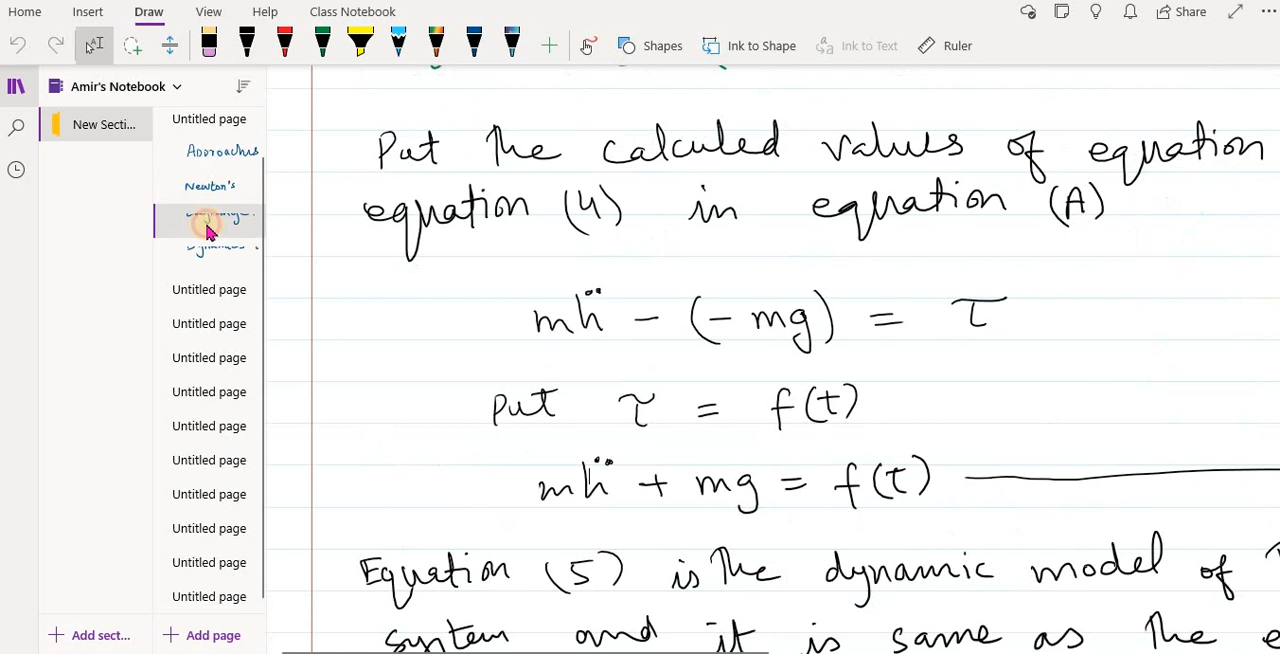 Home Insert Draw View Help Class Notebook Share
Shapes Ink to Shape Ink to Text Ruler
Amir's Notebook
New Secti...
Untitled page
Approaches
Newton's
Untitled page
Untitled page
Untitled page
Untitled page
Untitled page
Untitled page
Untitled page
Untitled page
Untitled page
Untitled page
Add sect... Add page
Put the calculed values of equation
equation (4) in equation (A)
mḧ - (- mg) = τ
Put τ = f(t)
mḧ + mg = f(t)
Equation (5) is the dynamic model of
system and it is same as the e